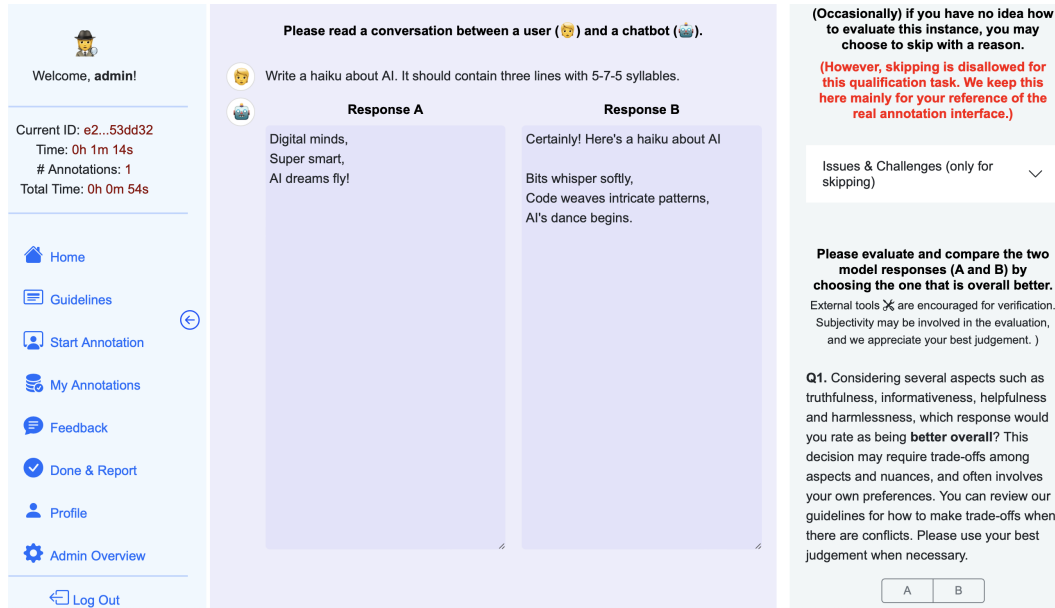 Welcome, admin!
Current ID: e2...53dd32
Time: 0h 1m 14s
# Annotations: 1
Total Time: 0h 0m 54s
Home
Guidelines
Start Annotation
My Annotations
Feedback
Done & Report
Profile
Admin Overview
Log Out
Please read a conversation between a user (👨) and a chatbot (🤖).
Write a haiku about AI. It should contain three lines with 5-7-5 syllables.
Response A
Digital minds,
Super smart,
AI dreams fly!
Response B
Certainly! Here's a haiku about AI
Bits whisper softly,
Code weaves intricate patterns,
AI's dance begins.
(Occasionally) if you have no idea how
to evaluate this instance, you may
choose to skip with a reason.
(However, skipping is disallowed for
this qualification task. We keep this
here mainly for your reference of the
real annotation interface.)
Issues & Challenges (only for
skipping)
Please evaluate and compare the two
model responses (A and B) by
choosing the one that is overall better.
External tools 🛠 are encouraged for verification.
Subjectivity may be involved in the evaluation,
and we appreciate your best judgement. )
Q1. Considering several aspects such as
truthfulness, informativeness, helpfulness
and harmlessness, which response would
you rate as being better overall? This
decision may require trade-offs among
aspects and nuances, and often involves
your own preferences. You can review our
guidelines for how to make trade-offs when
there are conflicts. Please use your best
judgement when necessary.
A B